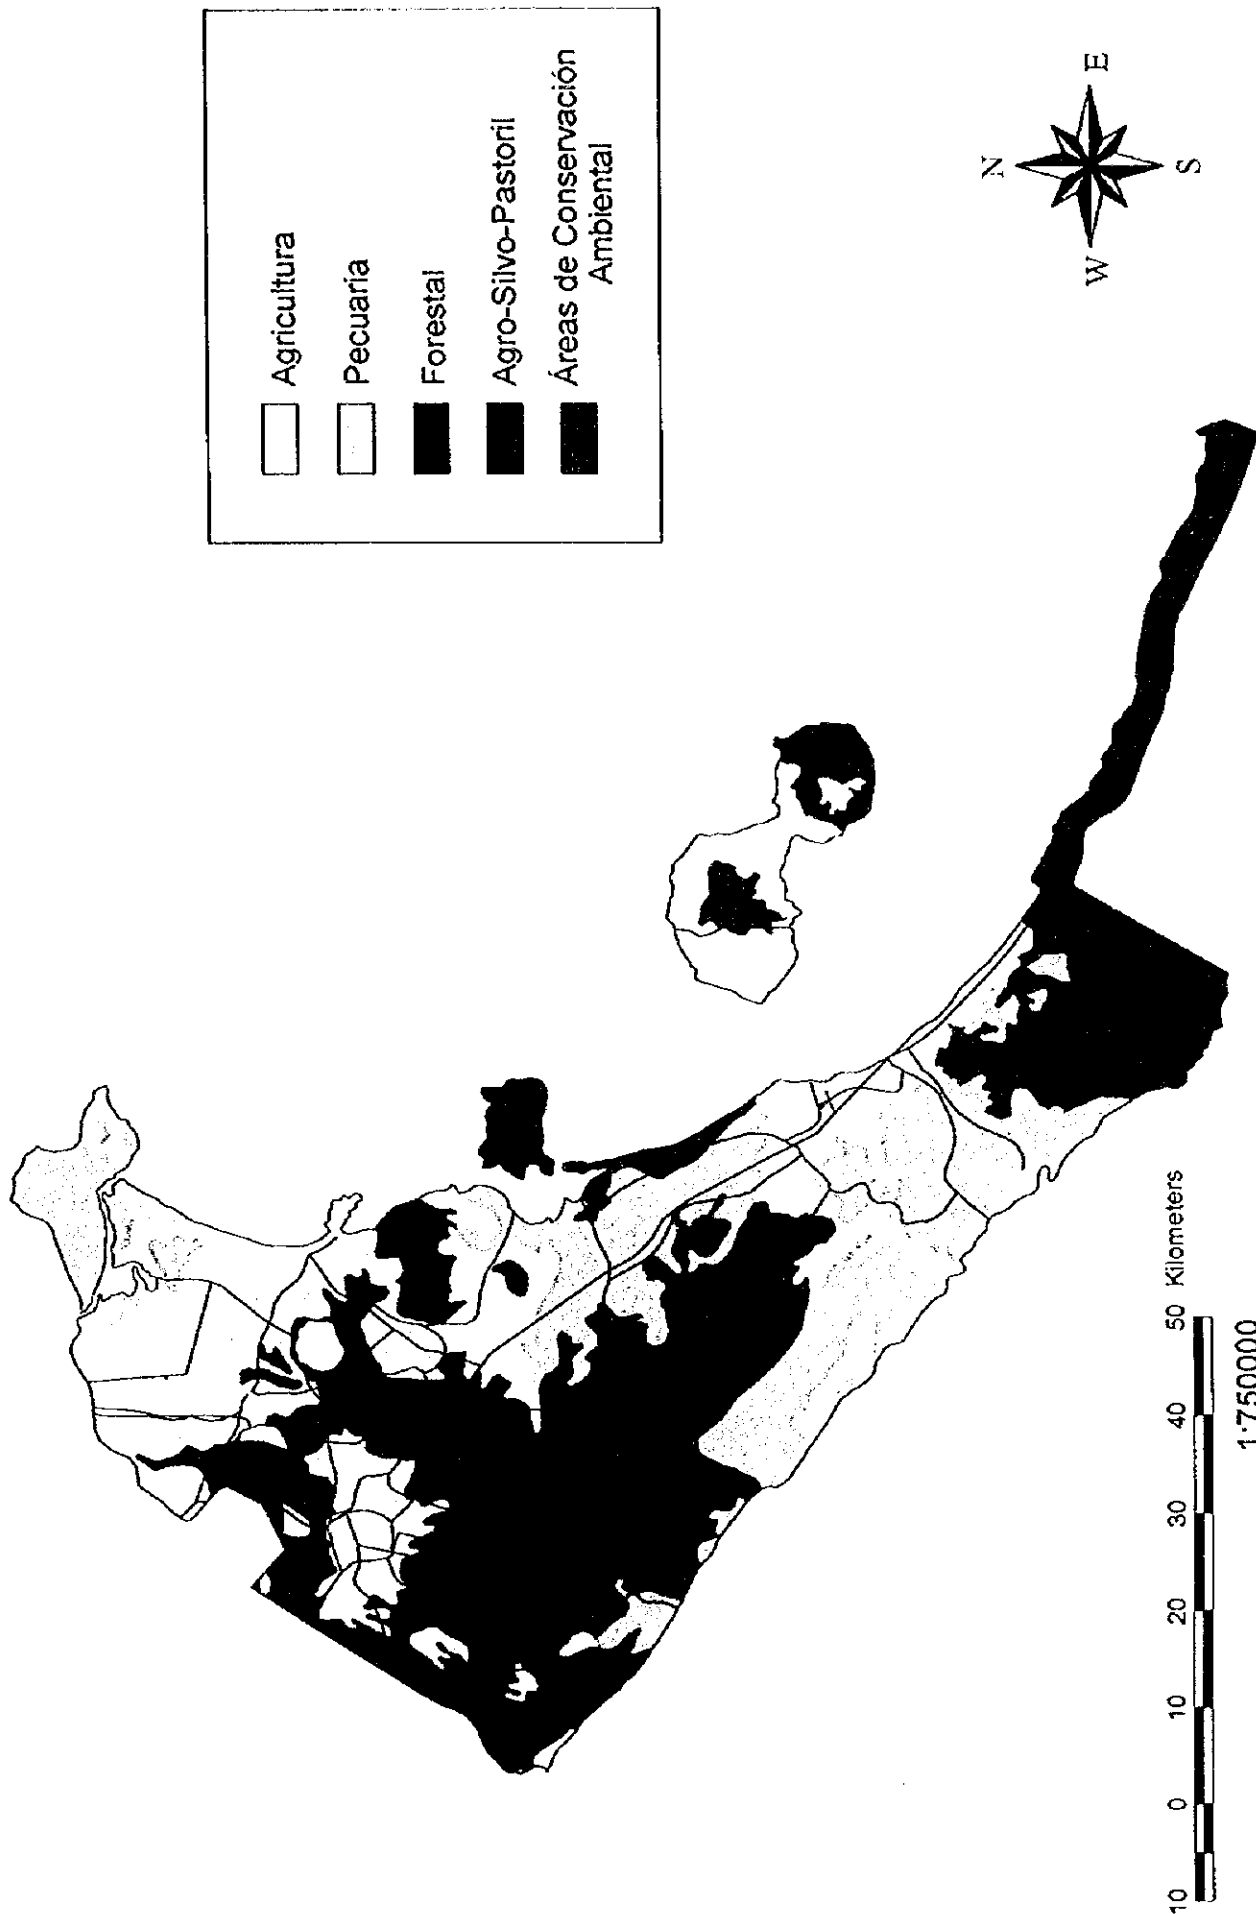 Agricultura
Pecuaria
Forestal
Agro-Silvo-Pastoril
Áreas de Conservación
Ambiental
N
E
W
S
10 0 10 20 30 40 50 Kilometers
1:750000